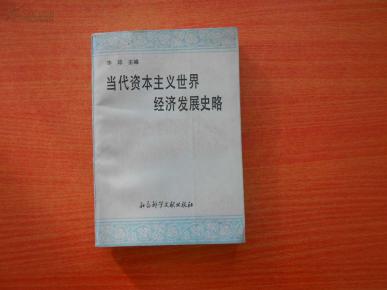 主编
当代资本主义世界
经济发展史略
社会科学文献出版社